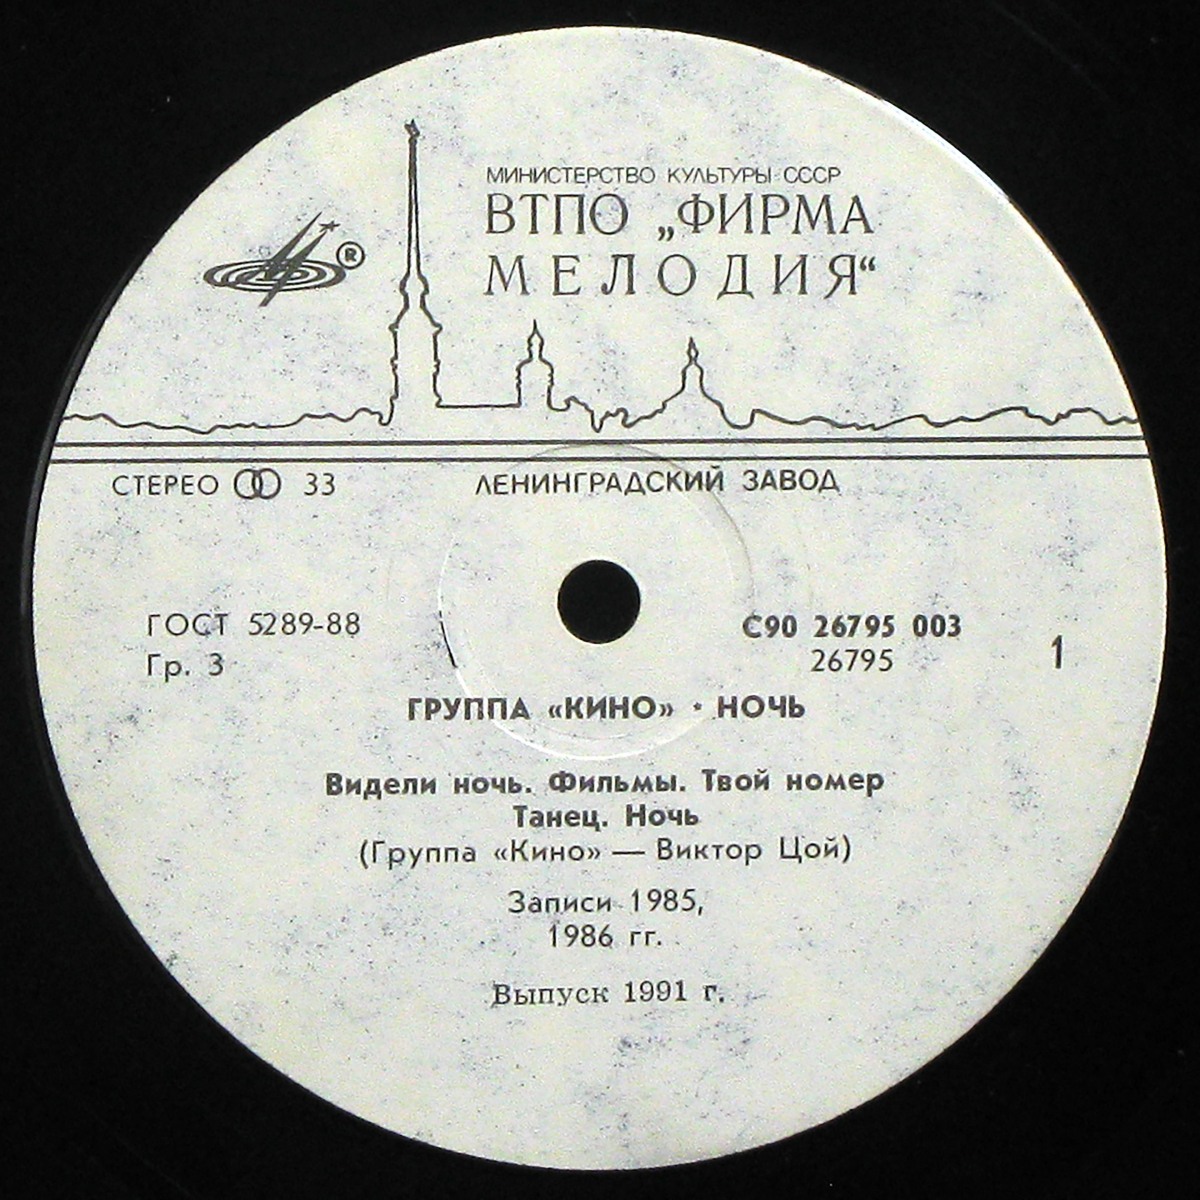 МИНИСТЕРСТВО КУЛЬТУРЫ СССР
ВТПО „ФИРМА
МЕЛОДИЯ“
®
СТЕРЕО 33
ЛЕНИНГРАДСКИЙ ЗАВОД
ГОСТ 5289-88
Гр. 3
С90 26795 003
26795
1
ГРУППА «КИНО» • НОЧЬ
Видели ночь. Фильмы. Твой номер
Танец. Ночь
(Группа «Кино» — Виктор Цой)
Записи 1985,
1986 гг.
Выпуск 1991 г.